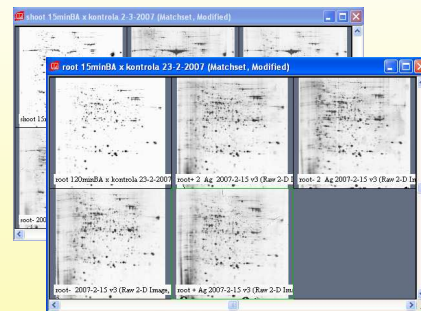 shoot 15minBA x kontrola 2-3-2007 (Matchset, Modified)
shoot 15
root- 200
root 15minBA x kontrola 23-2-2007 (Matchset, Modified)
root 120minBA x kontrola 23-2-2007
root+ 2 Ag 2007-2-15 v3 (Raw 2-D I
root- 2 Ag 2007-2-15 v3 (Raw 2-D Im
root- 2007-2-15 v3 (Raw 2-D Image,
root + Ag 2007-2-15 v3 (Raw 2-D Ima